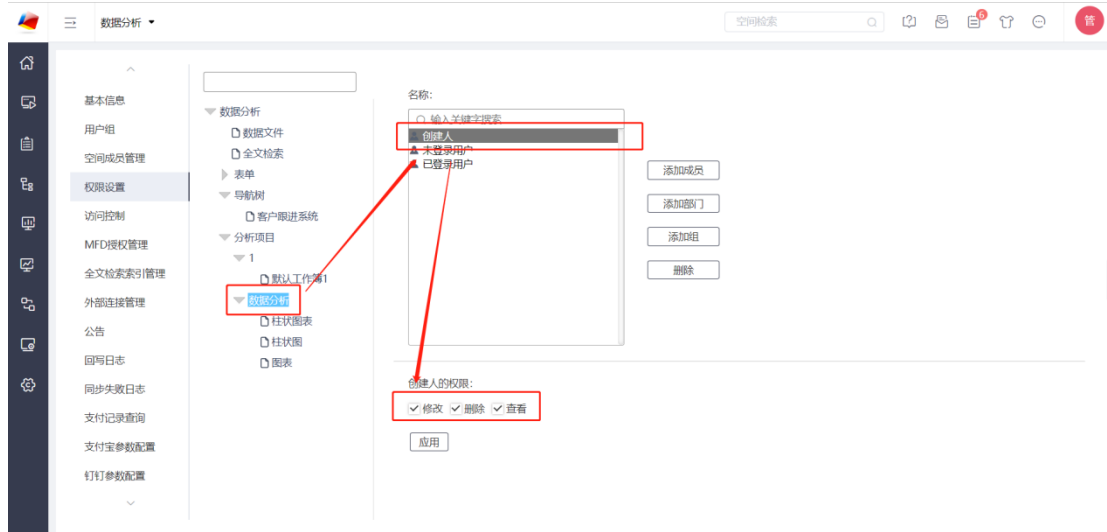 数据分析
空间检索
6
管
基本信息
用户组
空间成员管理
权限设置
访问控制
MFD授权管理
全文检索索引管理
外部连接管理
公告
回写日志
同步失败日志
支付记录查询
支付宝参数配置
钉钉参数配置
数据分析
数据文件
全文检索
表单
导航树
客户跟进系统
分析项目
1
默认工作簿1
数据分析
柱状图表
柱状图
图表
名称:
输入关键字搜索
创建人
未登录用户
已登录用户
添加成员
添加部门
添加组
删除
创建人的权限:
修改 删除 查看
应用